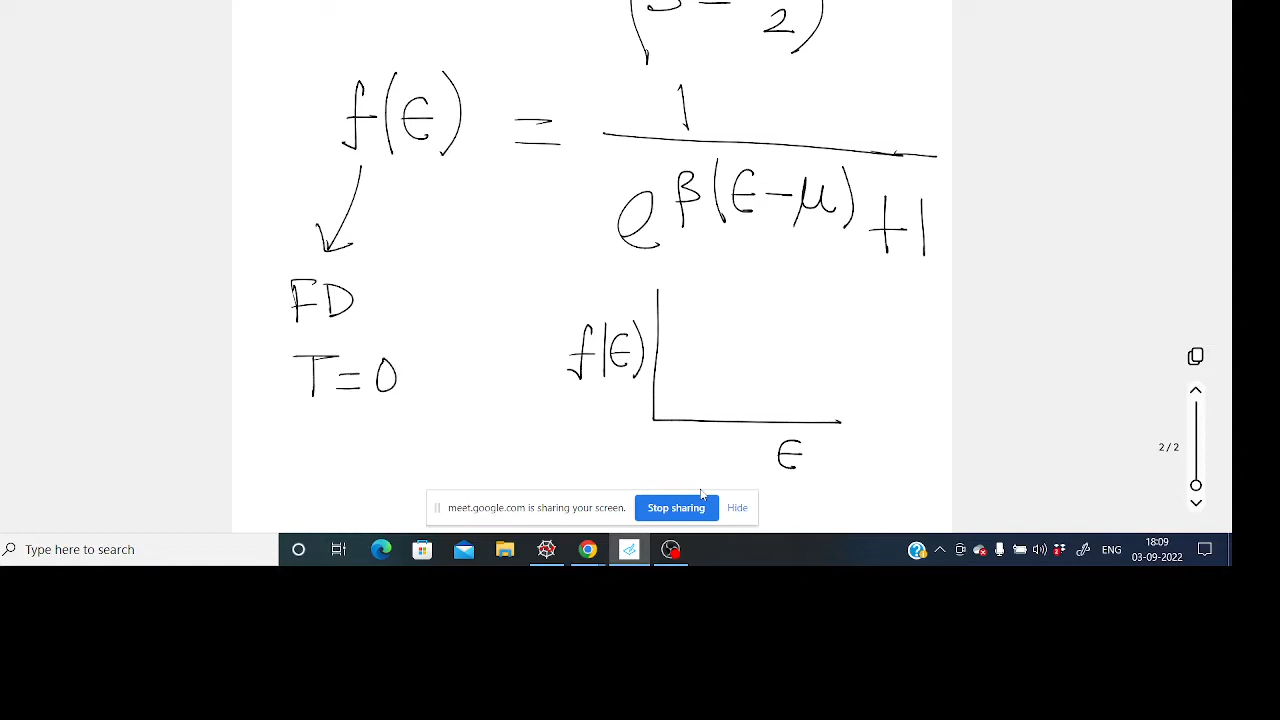 2
f(ϵ) = 1 / e^β(ϵ-μ) +1
FD
T=0
f(ϵ)
ϵ
2 / 2
meet.google.com is sharing your screen. Stop sharing Hide
Type here to search
ENG
18:09
03-09-2022